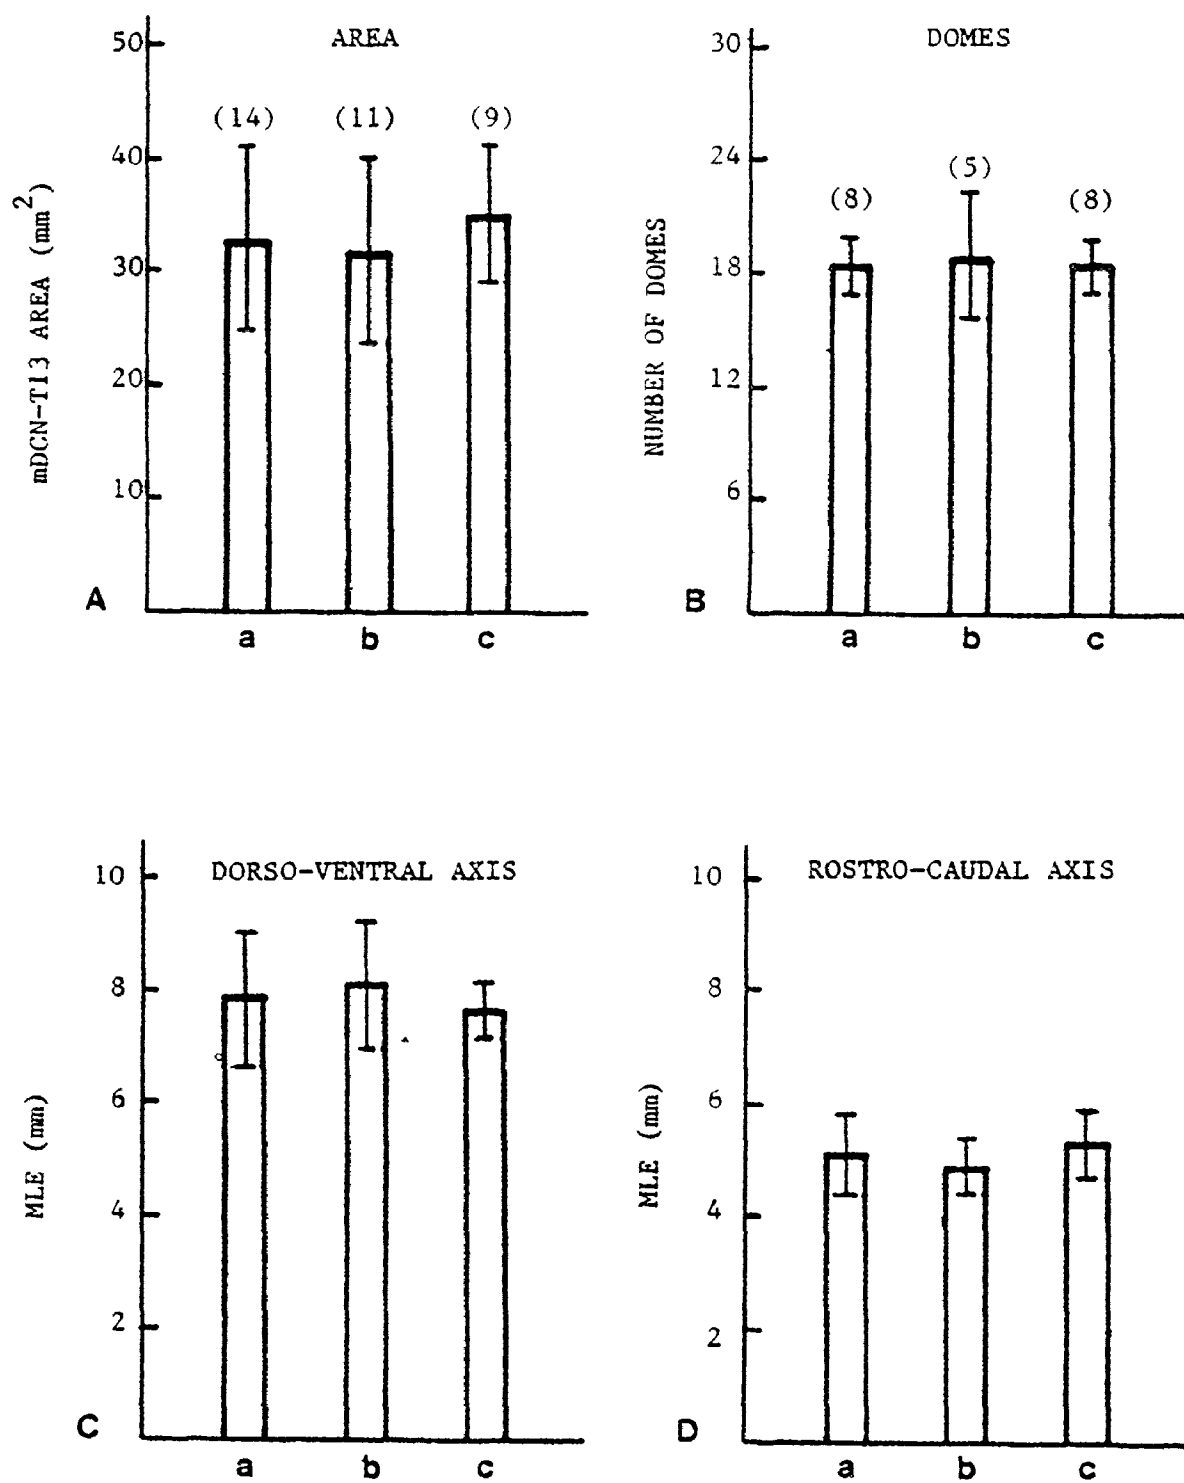 AREA
50
40
30
20
10
mDCN-T13 AREA (mm²)
(14) (11) (9)
A
a b c
DOMES
30
24
18
12
6
NUMBER OF DOMES
(8) (5) (8)
B
a b c
DORSO-VENTRAL AXIS
10
8
6
4
2
MLE (mm)
C
a b c
ROSTRO-CAUDAL AXIS
10
8
6
4
2
MLE (mm)
D
a b c